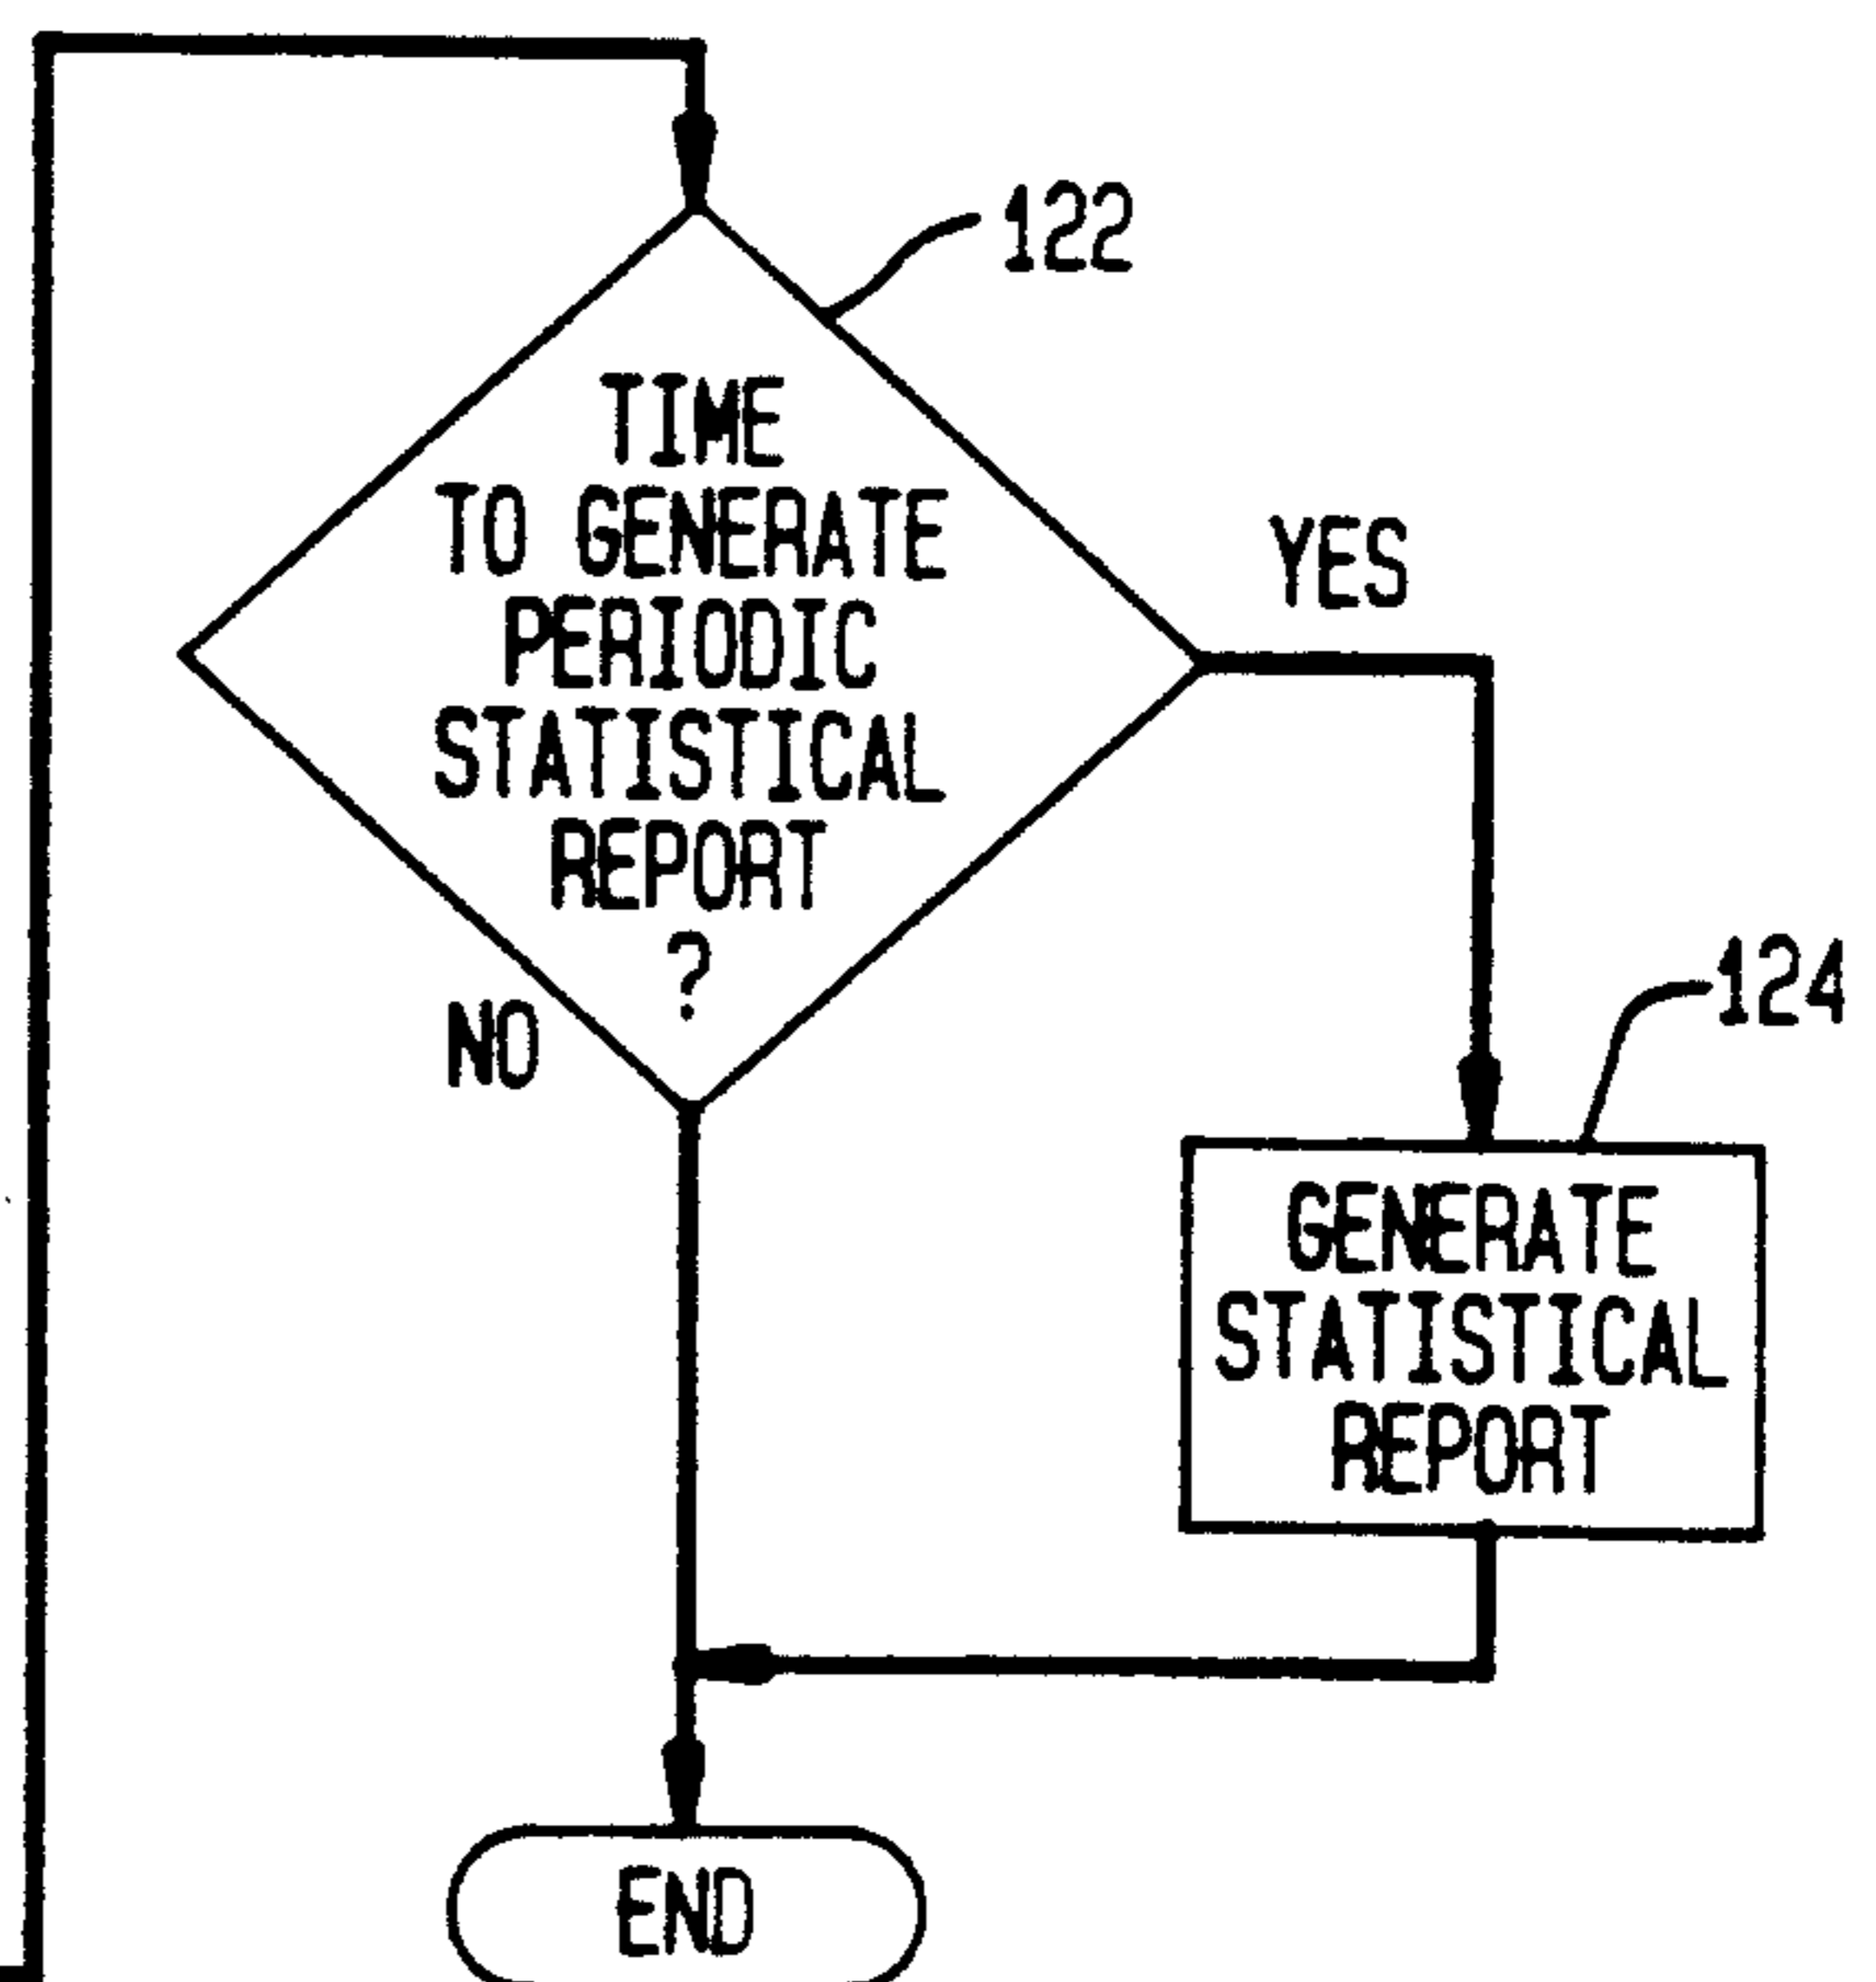 122
TIME
TO GENERATE
PERIODIC
STATISTICAL
REPORT
?
YES
NO
124
GENERATE
STATISTICAL
REPORT
END